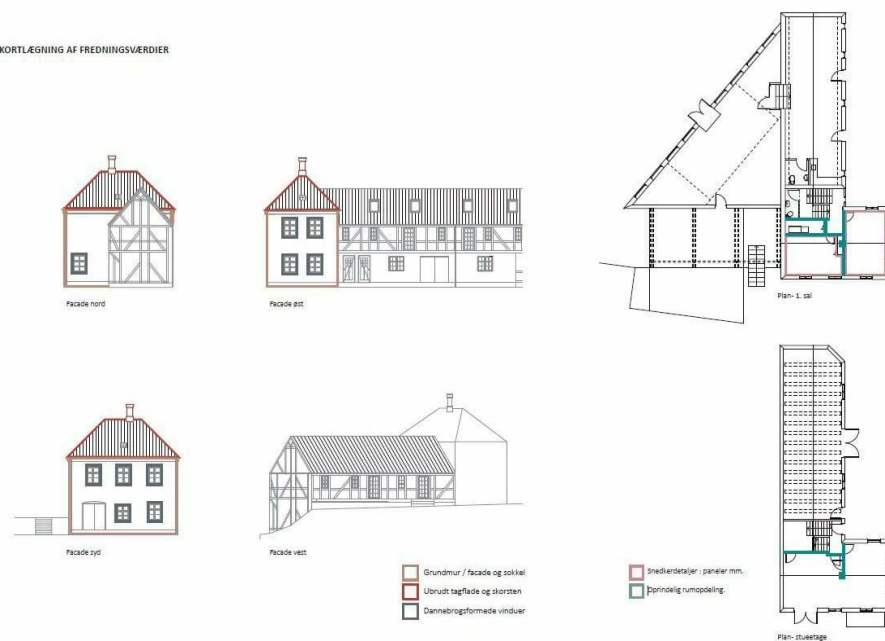 KORTLÆGNING AF FREDNINGSVÆRDIER
Facade nord
Facade øst
Plan- 1. sal
Facade syd
Facade vest
Grundmur / facade og sokkel
Ubrudt tagflade og skorsten
Dannebrogsformede vinduer
Snedkerdetaljer : paneler mm.
Oprindelig rumopdeling.
Plan- stueetage